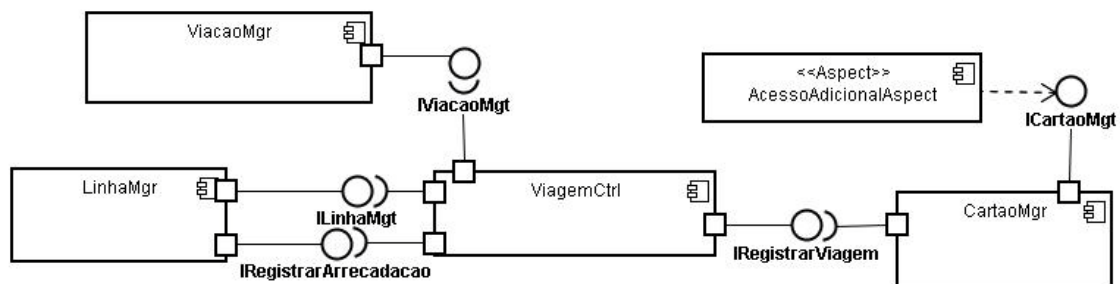 ViacaoMgr
IViacaoMgt
<<Aspect>>
AcessoAdicionalAspect
ICartaoMgt
LinhaMgr
ILinhaMgt
IRegistrarArrecadacao
ViagemCtrl
IRegistrarViagem
CartaoMgr